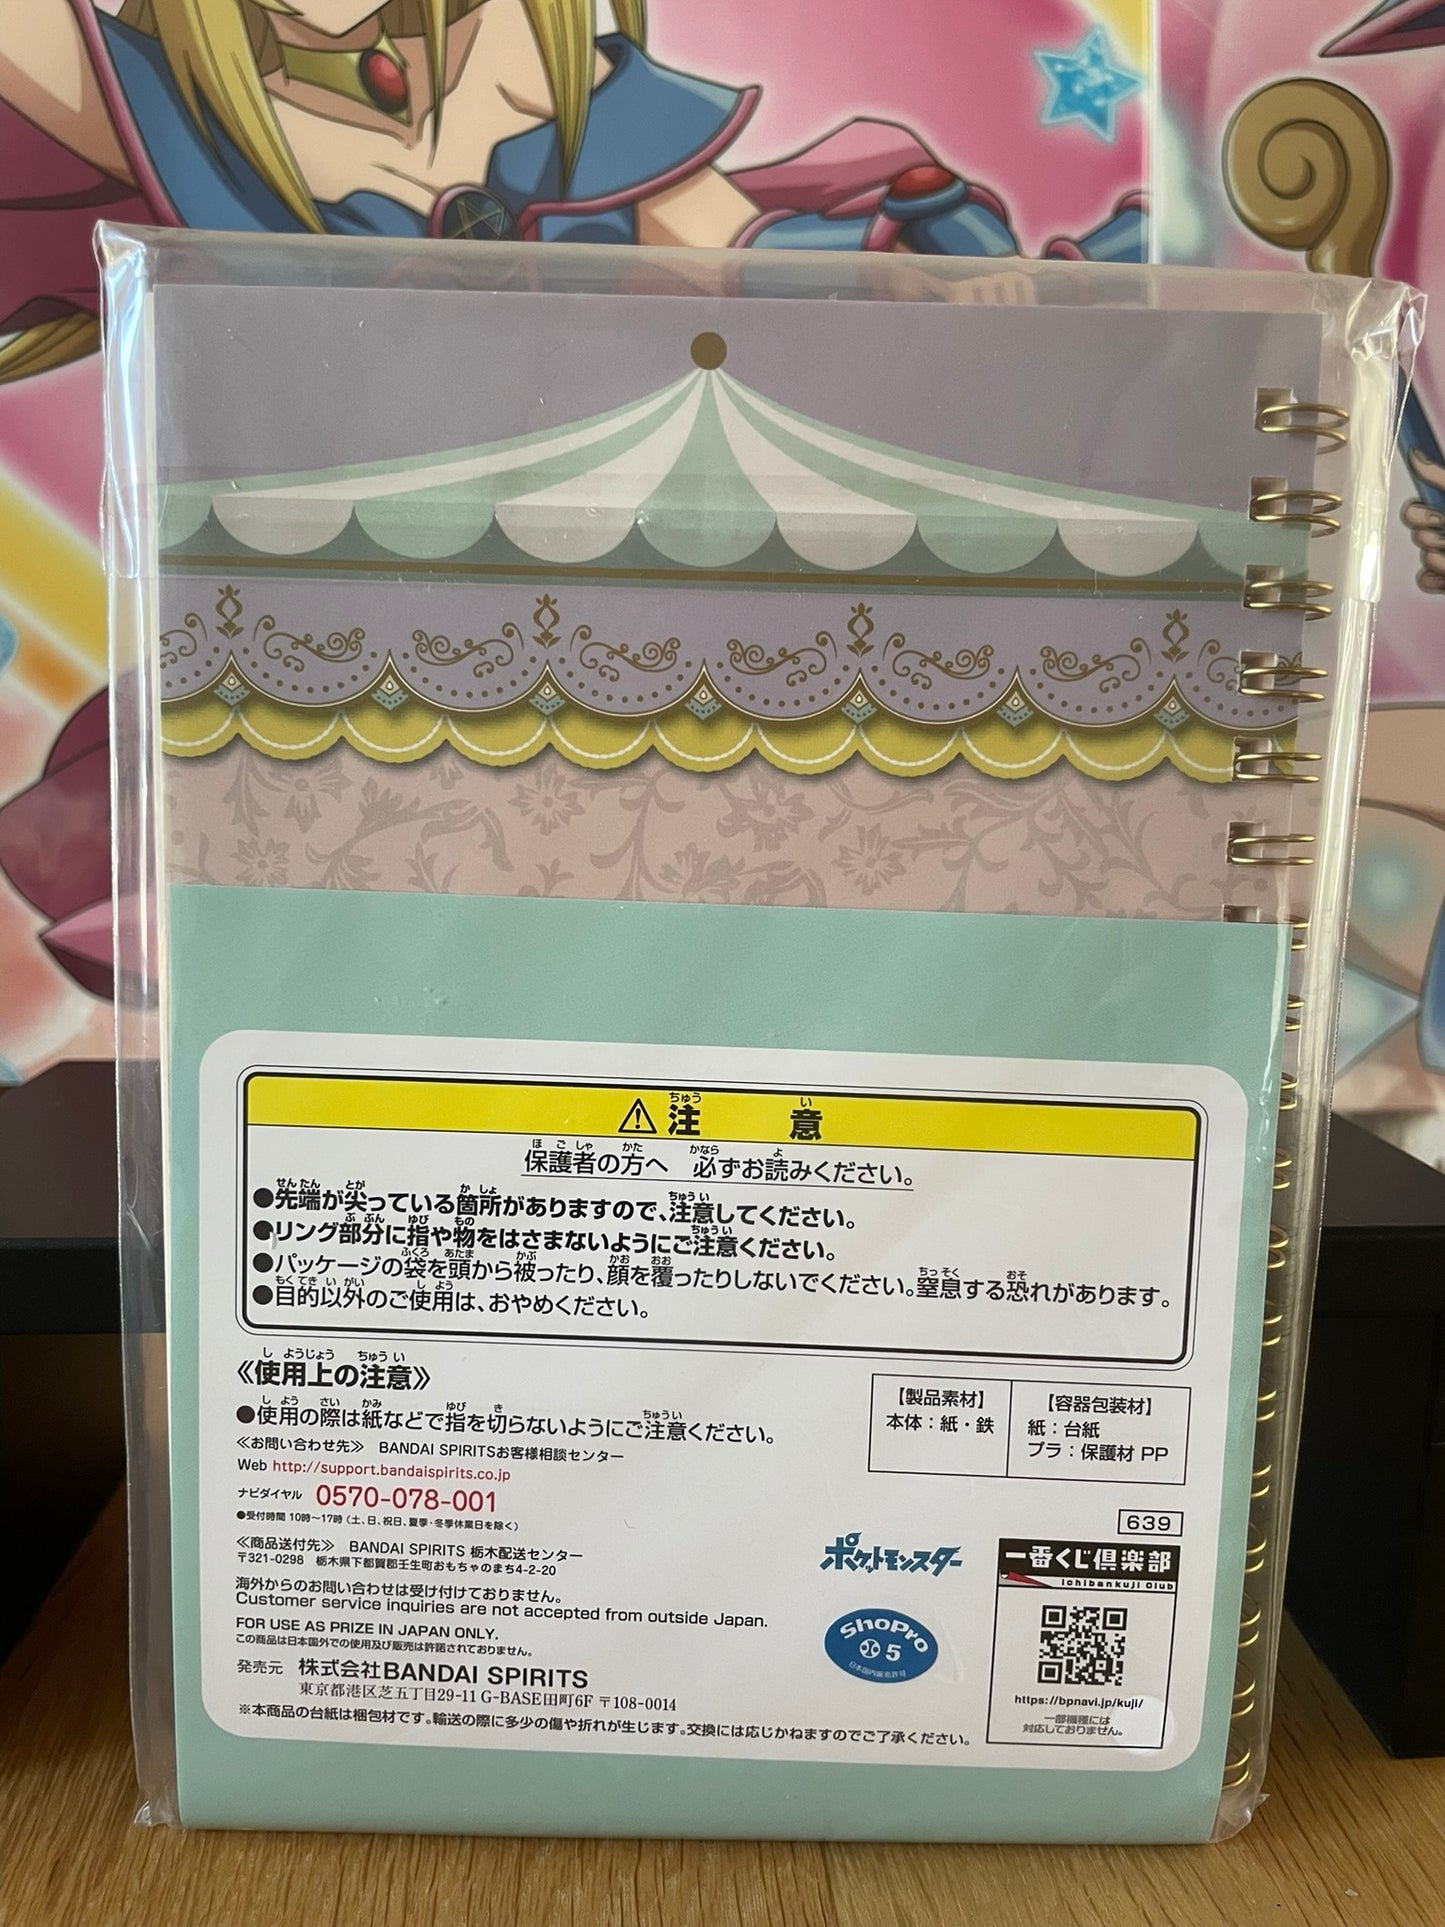 注意
保護者の方へ 必ずお読みください。
●先端が尖っている箇所がありますので、注意してください。
●リング部分に指や物をはさまないようにご注意ください。
●パッケージの袋を頭から被ったり、顔を覆ったりしないでください。窒息する恐れがあります。
●目的以外のご使用は、おやめください。
《使用上の注意》
●使用の際は紙などで指を切らないようにご注意ください。
≪お問い合わせ先≫ BANDAI SPIRITSお客様相談センター
Web http://support.bandaispirits.co.jp
ナビダイヤル 0570-078-001
●受付時間 10時〜17時(土、日、祝日、夏季・冬季休業日を除く)
≪商品送付先≫ BANDAI SPIRITS 栃木配送センター
〒321-0298 栃木県下都賀郡壬生町おもちゃのまち4-2-20
海外からのお問い合わせは受け付けておりません。
Customer service inquiries are not accepted from outside Japan.
FOR USE AS PRIZE IN JAPAN ONLY.
この商品は日本国外での使用及び販売は許諾されておりません。
発売元 株式会社BANDAI SPIRITS
東京都港区芝五丁目29-11 G-BASE田町6F 〒108-0014
※本商品の台紙は梱包材です。輸送の際に多少の傷や折れが生じます。交換には応じかねますのでご了承ください。
【製品素材】
本体：紙・鉄
【容器包装材】
紙：台紙
プラ：保護材 PP
639
ポケットモンスター
ShoPro
5
日本国内販売許可
一番くじ倶楽部
ichibankuji Club
https://bpnavi.jp/kuji/
一部機種には
対応しておりません。